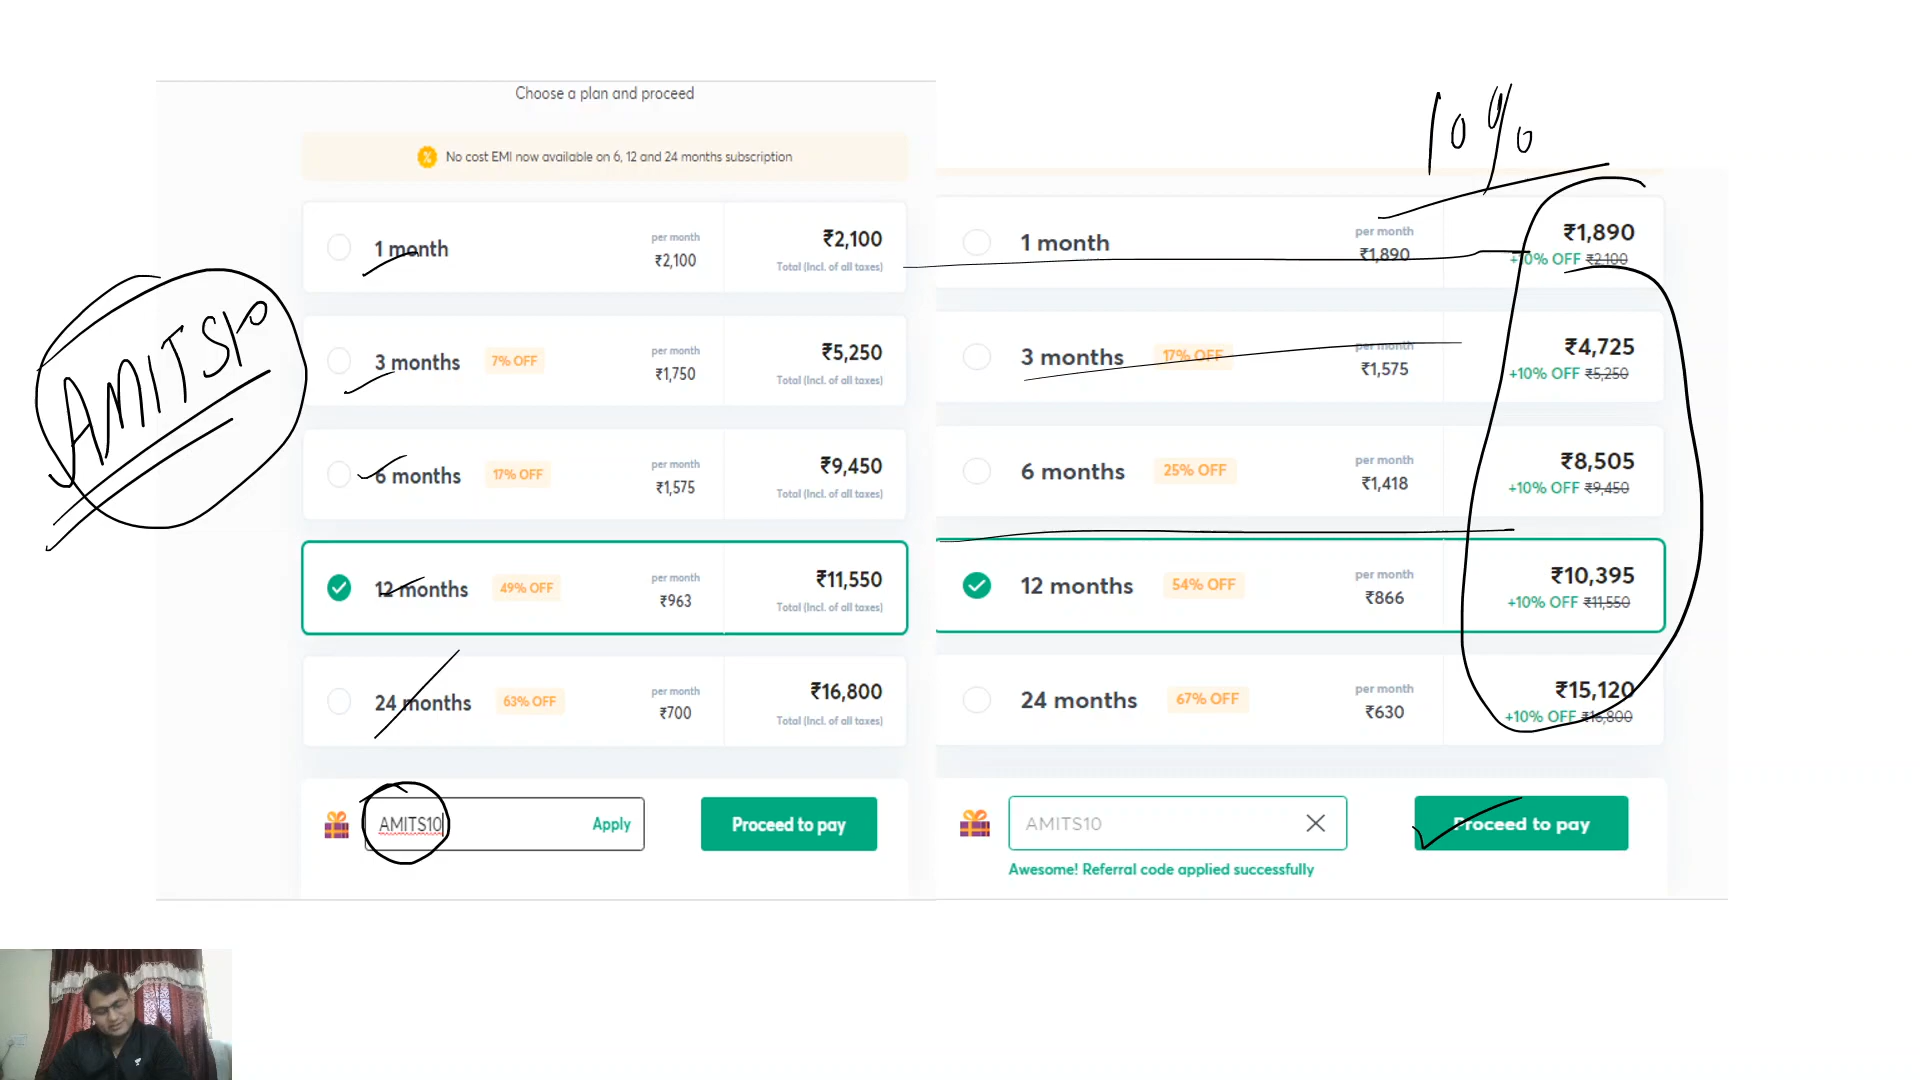 Choose a plan and proceed
No cost EMI now available on 6, 12 and 24 months subscription
1 month
per month
₹2,100
₹2,100
Total (Incl. of all taxes)
3 months
7% OFF
per month
₹1,750
₹5,250
Total (Incl. of all taxes)
6 months
17% OFF
per month
₹1,575
₹9,450
Total (Incl. of all taxes)
12 months
49% OFF
per month
₹963
₹11,550
Total (Incl. of all taxes)
24 months
63% OFF
per month
₹700
₹16,800
Total (Incl. of all taxes)
AMITS10
Apply
Proceed to pay
AMITS10
10%
1 month
per month
₹1,890
₹1,890
+10% OFF ₹2,100
3 months
17% OFF
per month
₹1,575
₹4,725
+10% OFF ₹5,250
6 months
25% OFF
per month
₹1,418
₹8,505
+10% OFF ₹9,450
12 months
54% OFF
per month
₹866
₹10,395
+10% OFF ₹11,550
24 months
67% OFF
per month
₹630
₹15,120
+10% OFF ₹16,800
AMITS10
Proceed to pay
Awesome! Referral code applied successfully